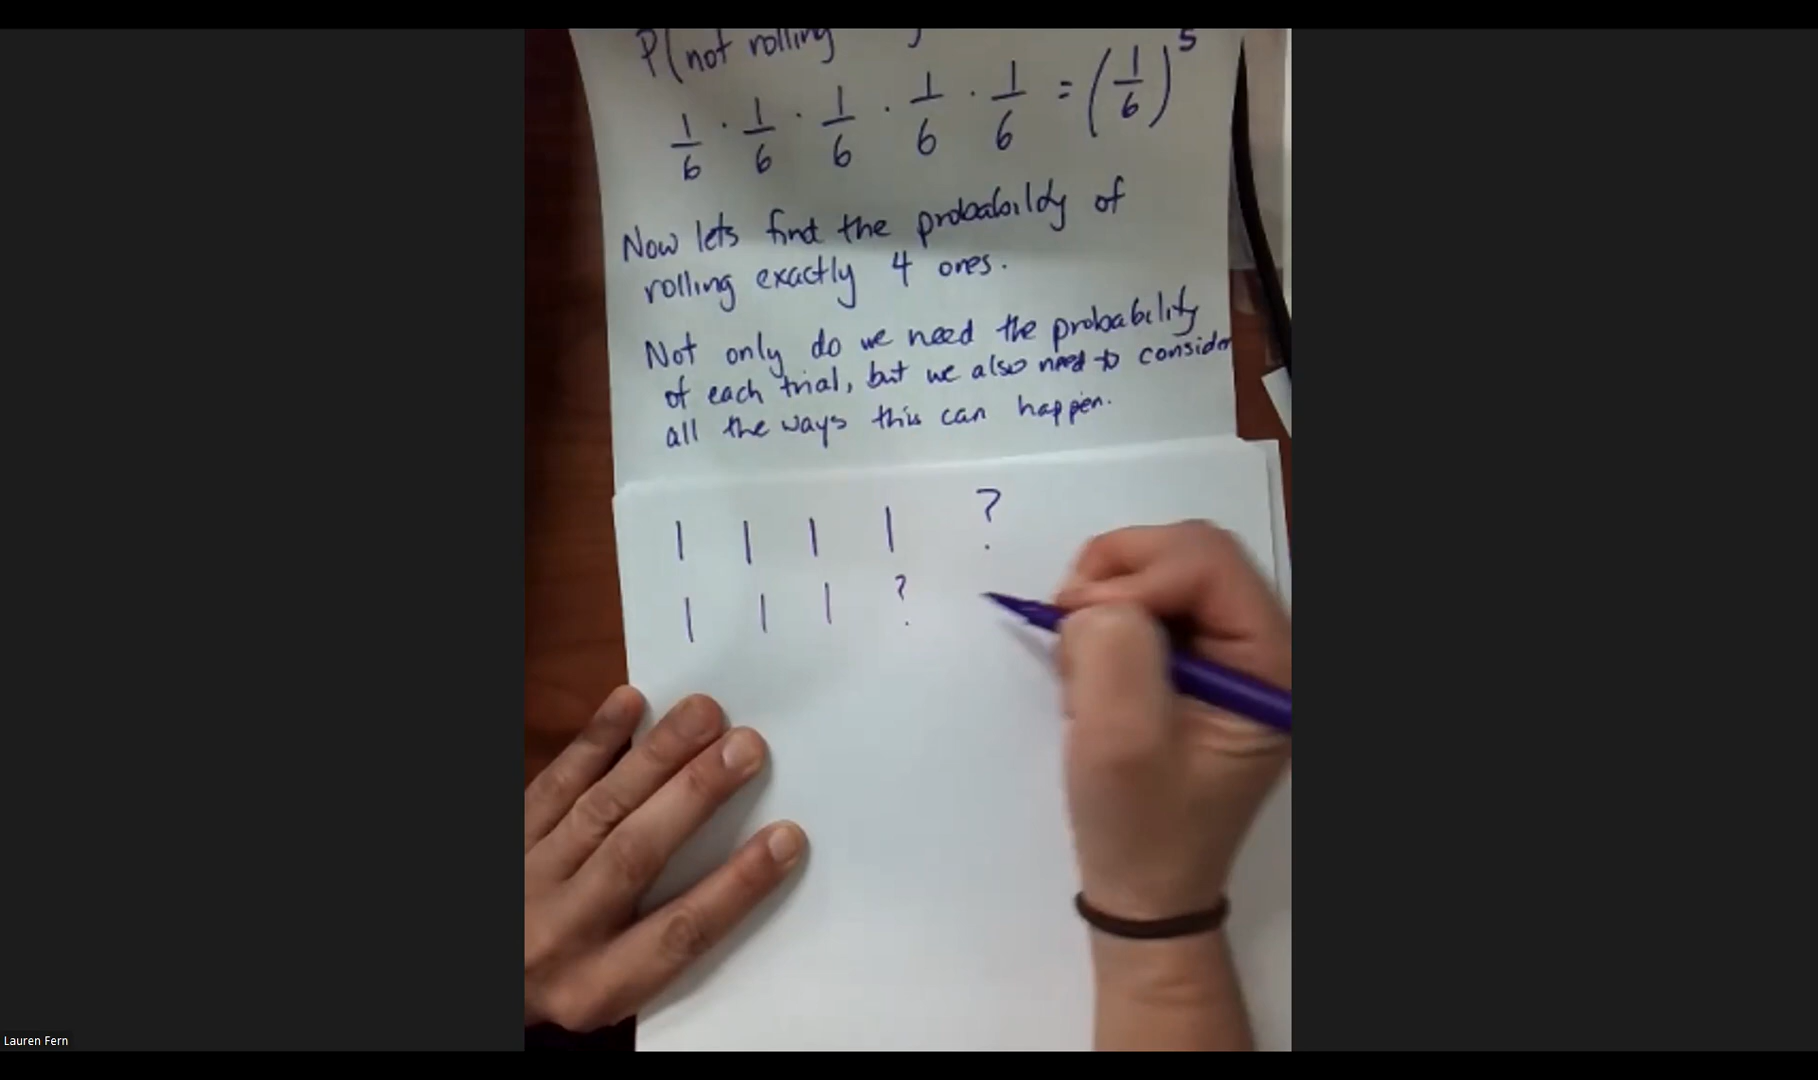 P(not rolling
1/6 · 1/6 · 1/6 · 1/6 · 1/6 = (1/6)^5
Now lets find the probabaildy of
rolling exactly 4 ones.
Not only do we need the probability
of each trial, but we also need to consider
all the ways this can happen.
1 1 1 1 ?
1 1 1 ?
Lauren Fern